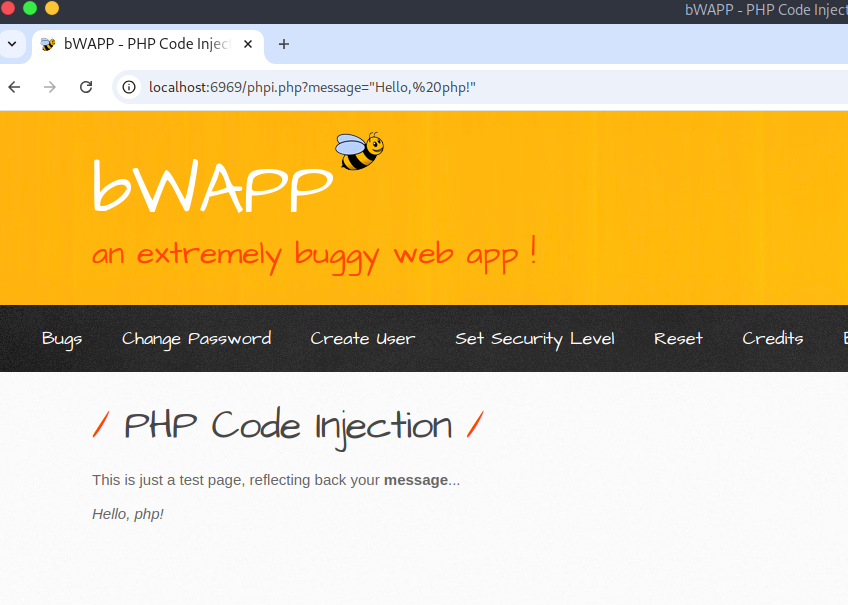 bWAPP - PHP Code Inject
bWAPP - PHP Code Injec
localhost:6969/phpi.php?message="Hello,%20php!"
bWAPP
an extremely buggy web app !
Bugs Change Password Create User Set Security Level Reset Credits
/ PHP Code Injection /
This is just a test page, reflecting back your message...
Hello, php!